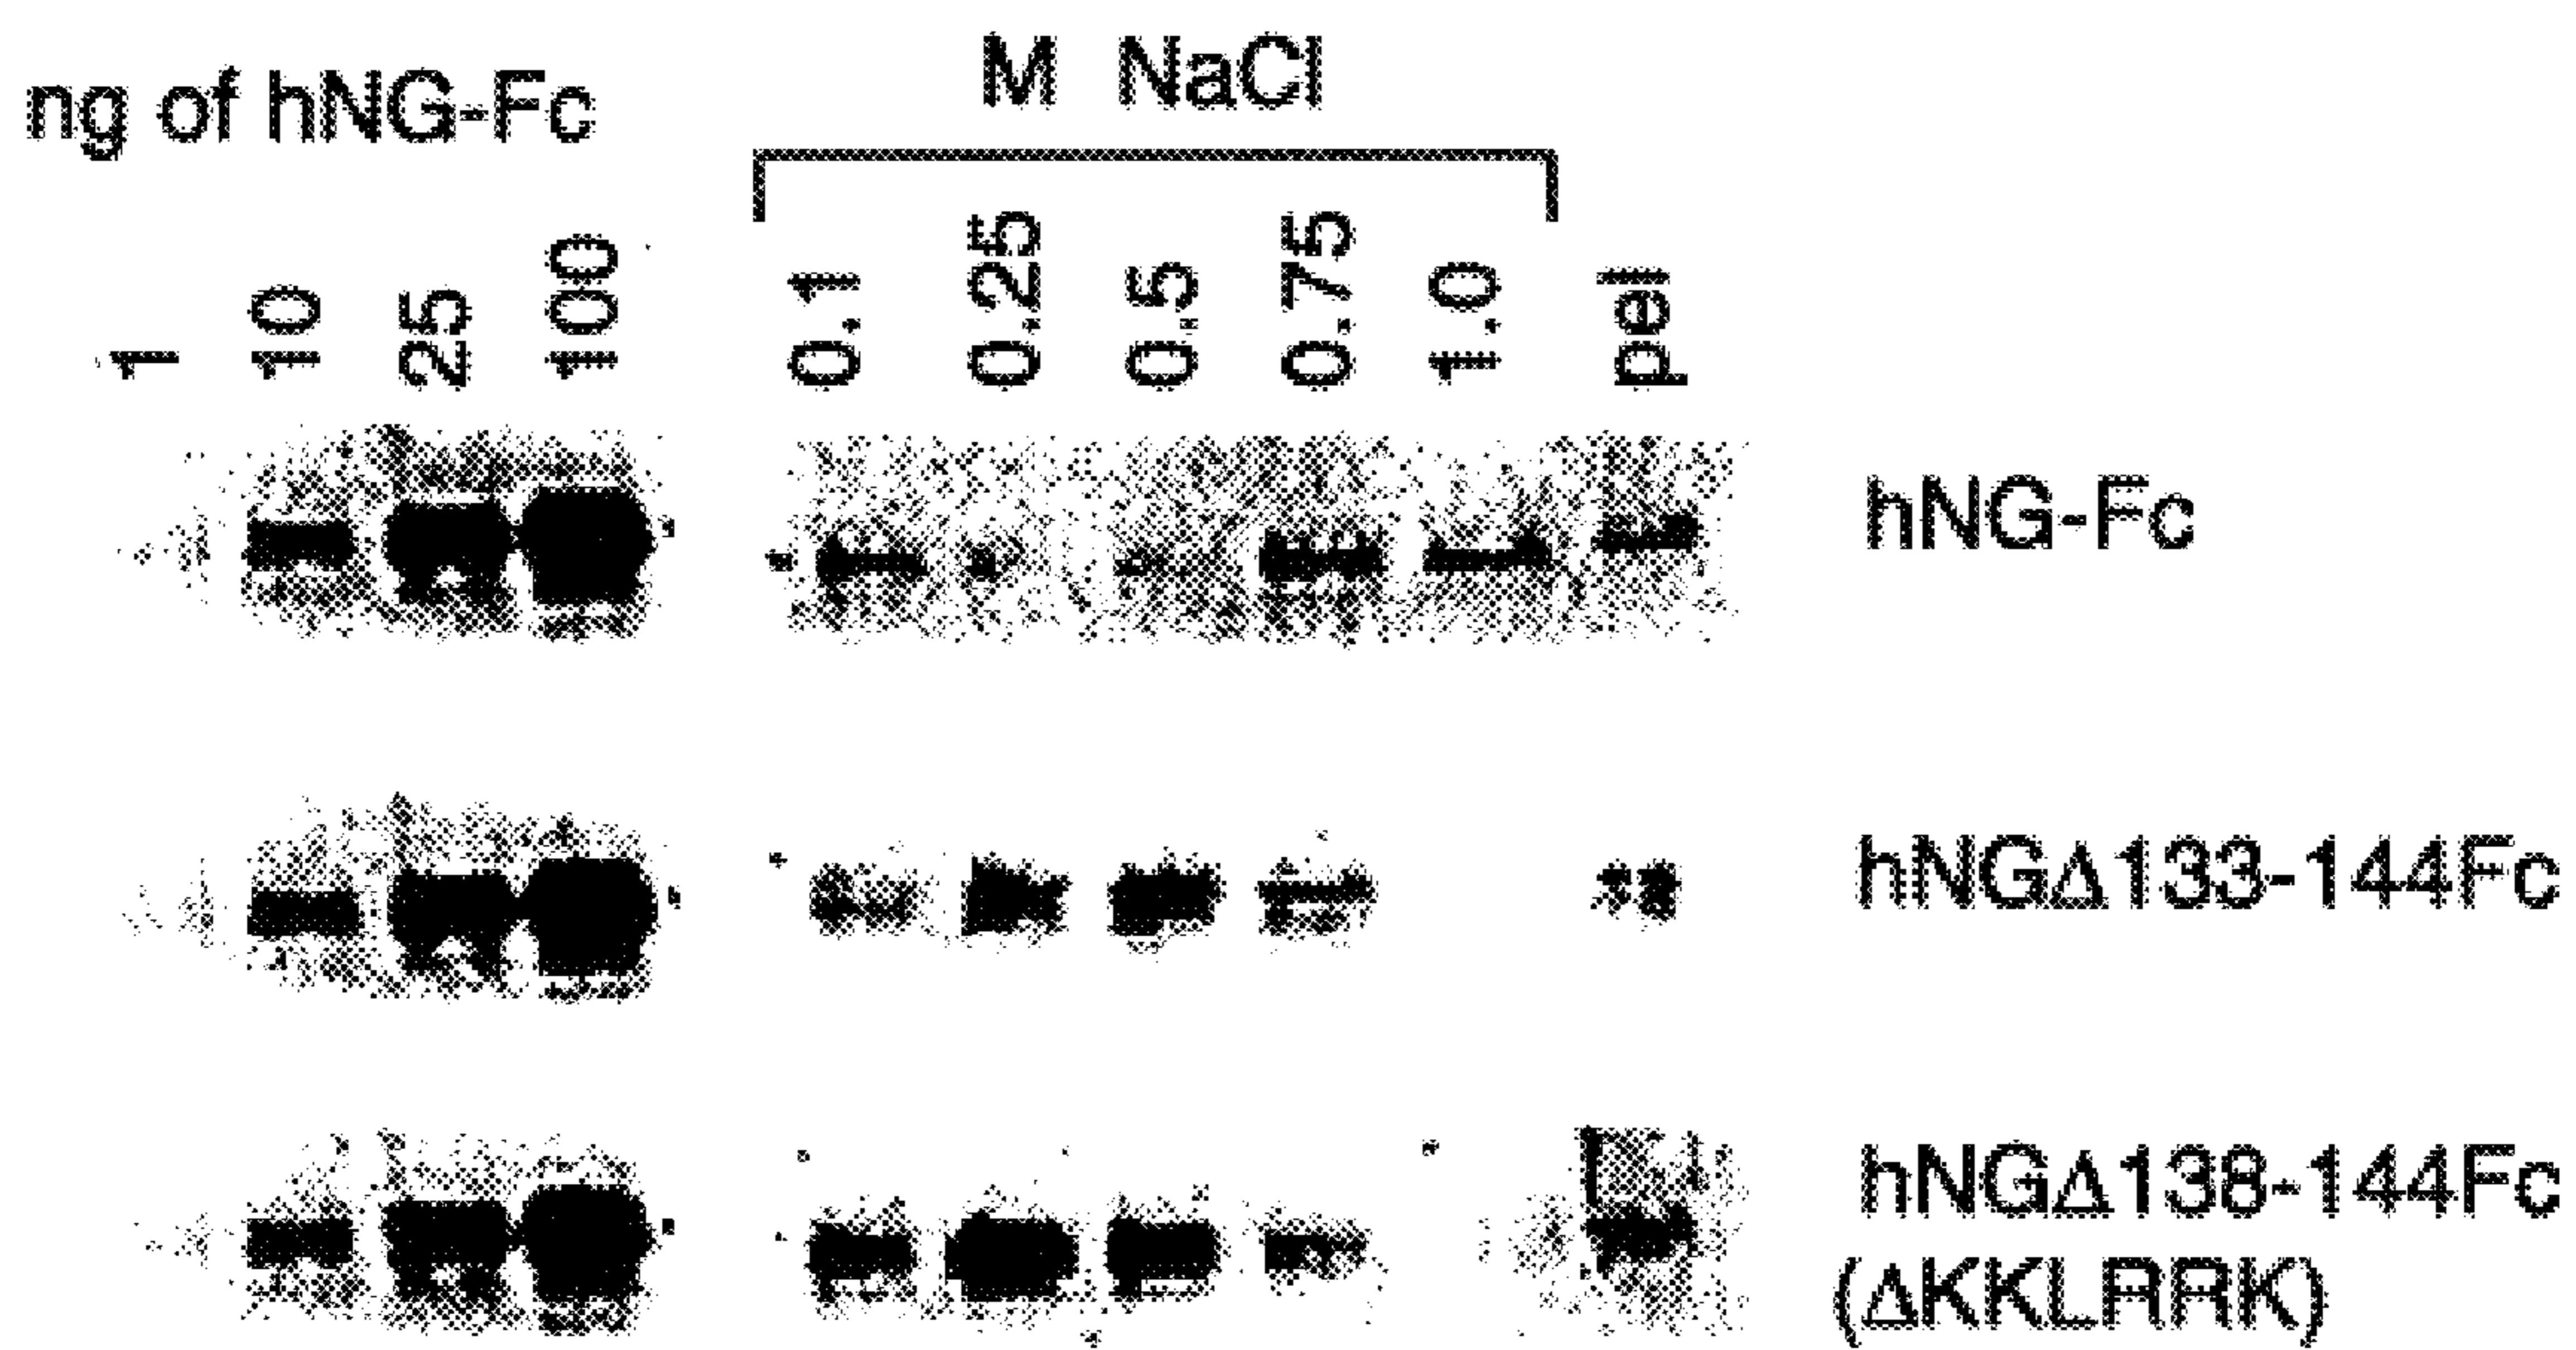 ng of hNG-Fc
M NaCl
1 10 25 100 0.1 0.25 0.5 0.75 1.0 pel
hNG-Fc
hNGΔ133-144Fc
hNGΔ138-144Fc
(ΔKKLRRK)